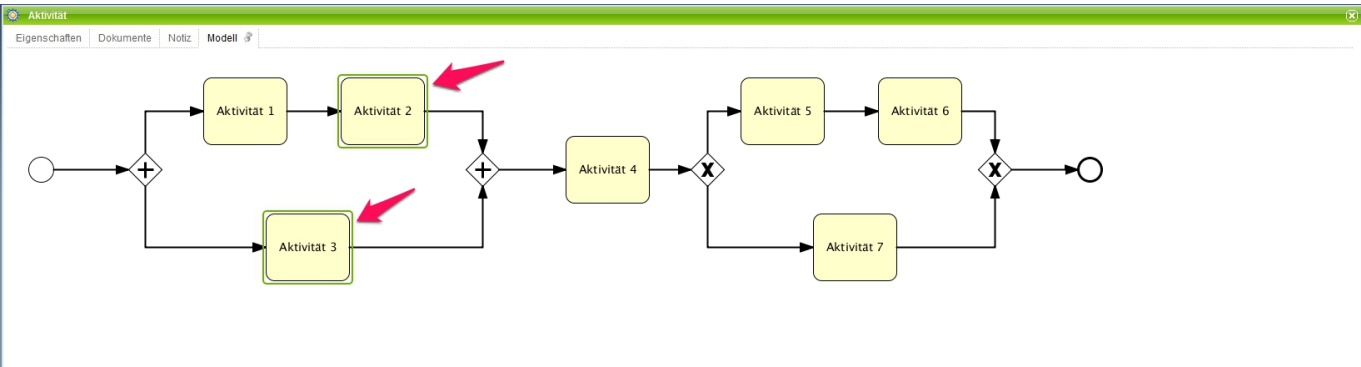 Aktivität
Eigenschaften Dokumente Notiz Modell
Aktivität 1
Aktivität 2
Aktivität 3
Aktivität 4
Aktivität 5
Aktivität 6
Aktivität 7